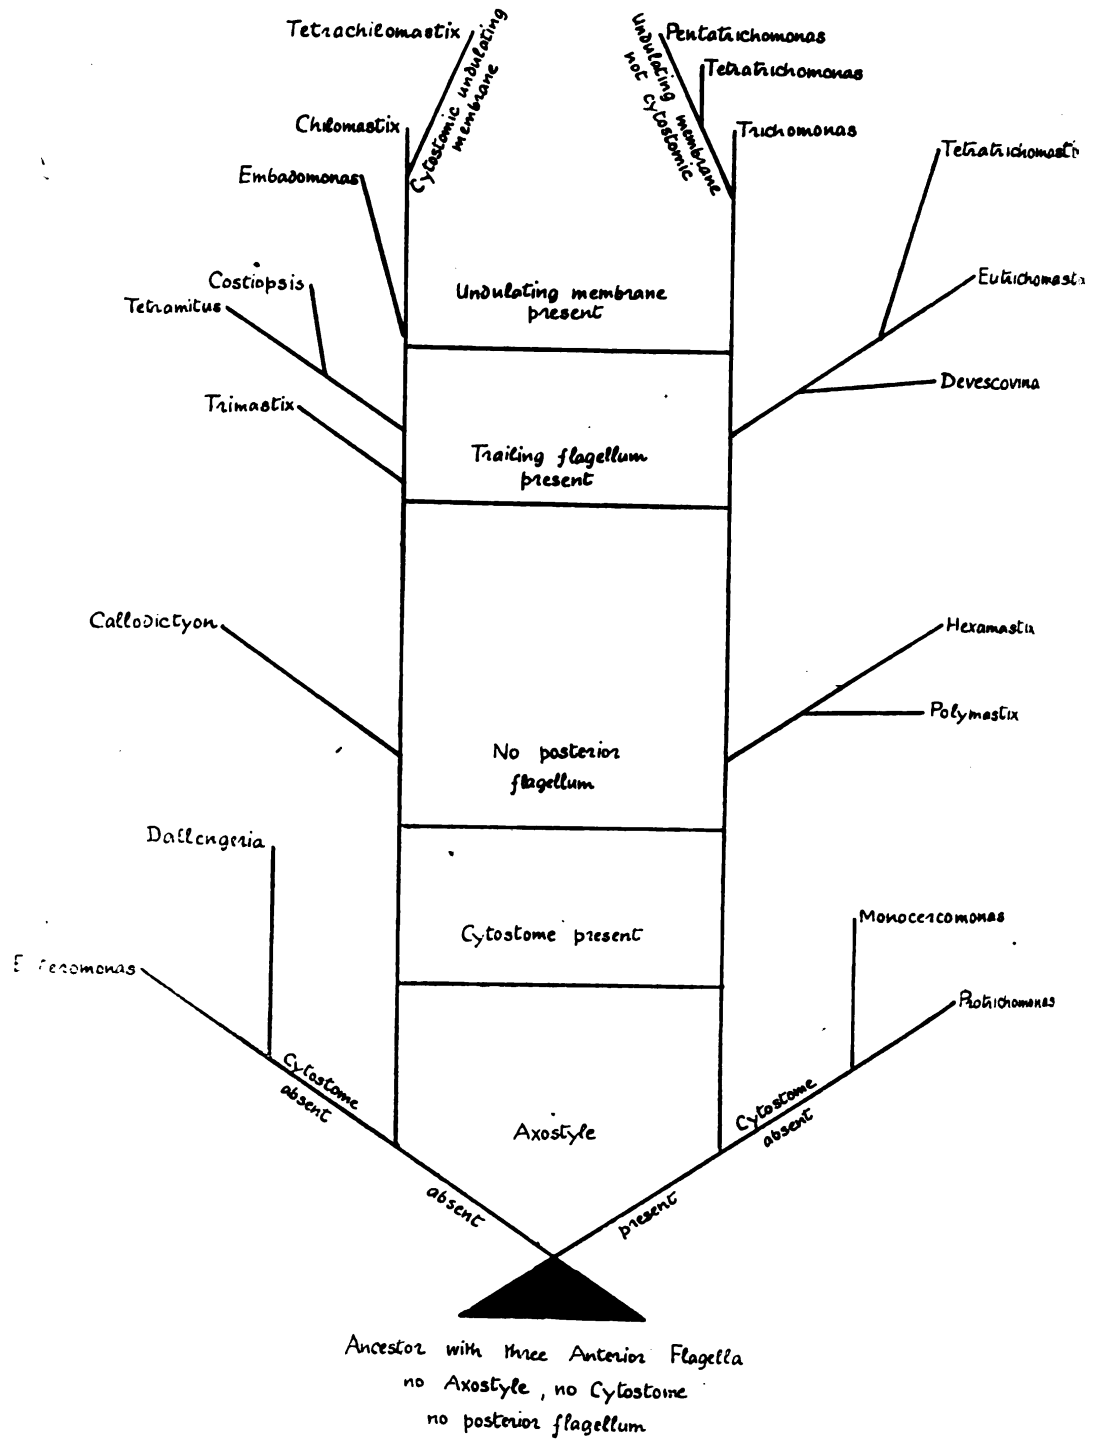 Tetrachilomastix
Cytostomic undulating
membrane
Undulating membrane
not cytostomic
Pentatrichomonas
Tetratrichomonas
Chilomastix
Trichomonas
Tetratrichomasti
Embadomonas
Costiopsis
Eutrichomasti
Undulating membrane
present
Tetramitus
Devescovina
Trimastix
Trailing flagellum
present
Callodictyon
Hexamastix
Polymastix
No posterior
flagellum
Dallengeria
Monocercomonas
Cytostome present
Protrichomonas
Cytostome
absent
Cytostome
absent
Axostyle
absent
present
Ancestor with three Anterior Flagella
no Axostyle, no Cytostome
no posterior flagellum